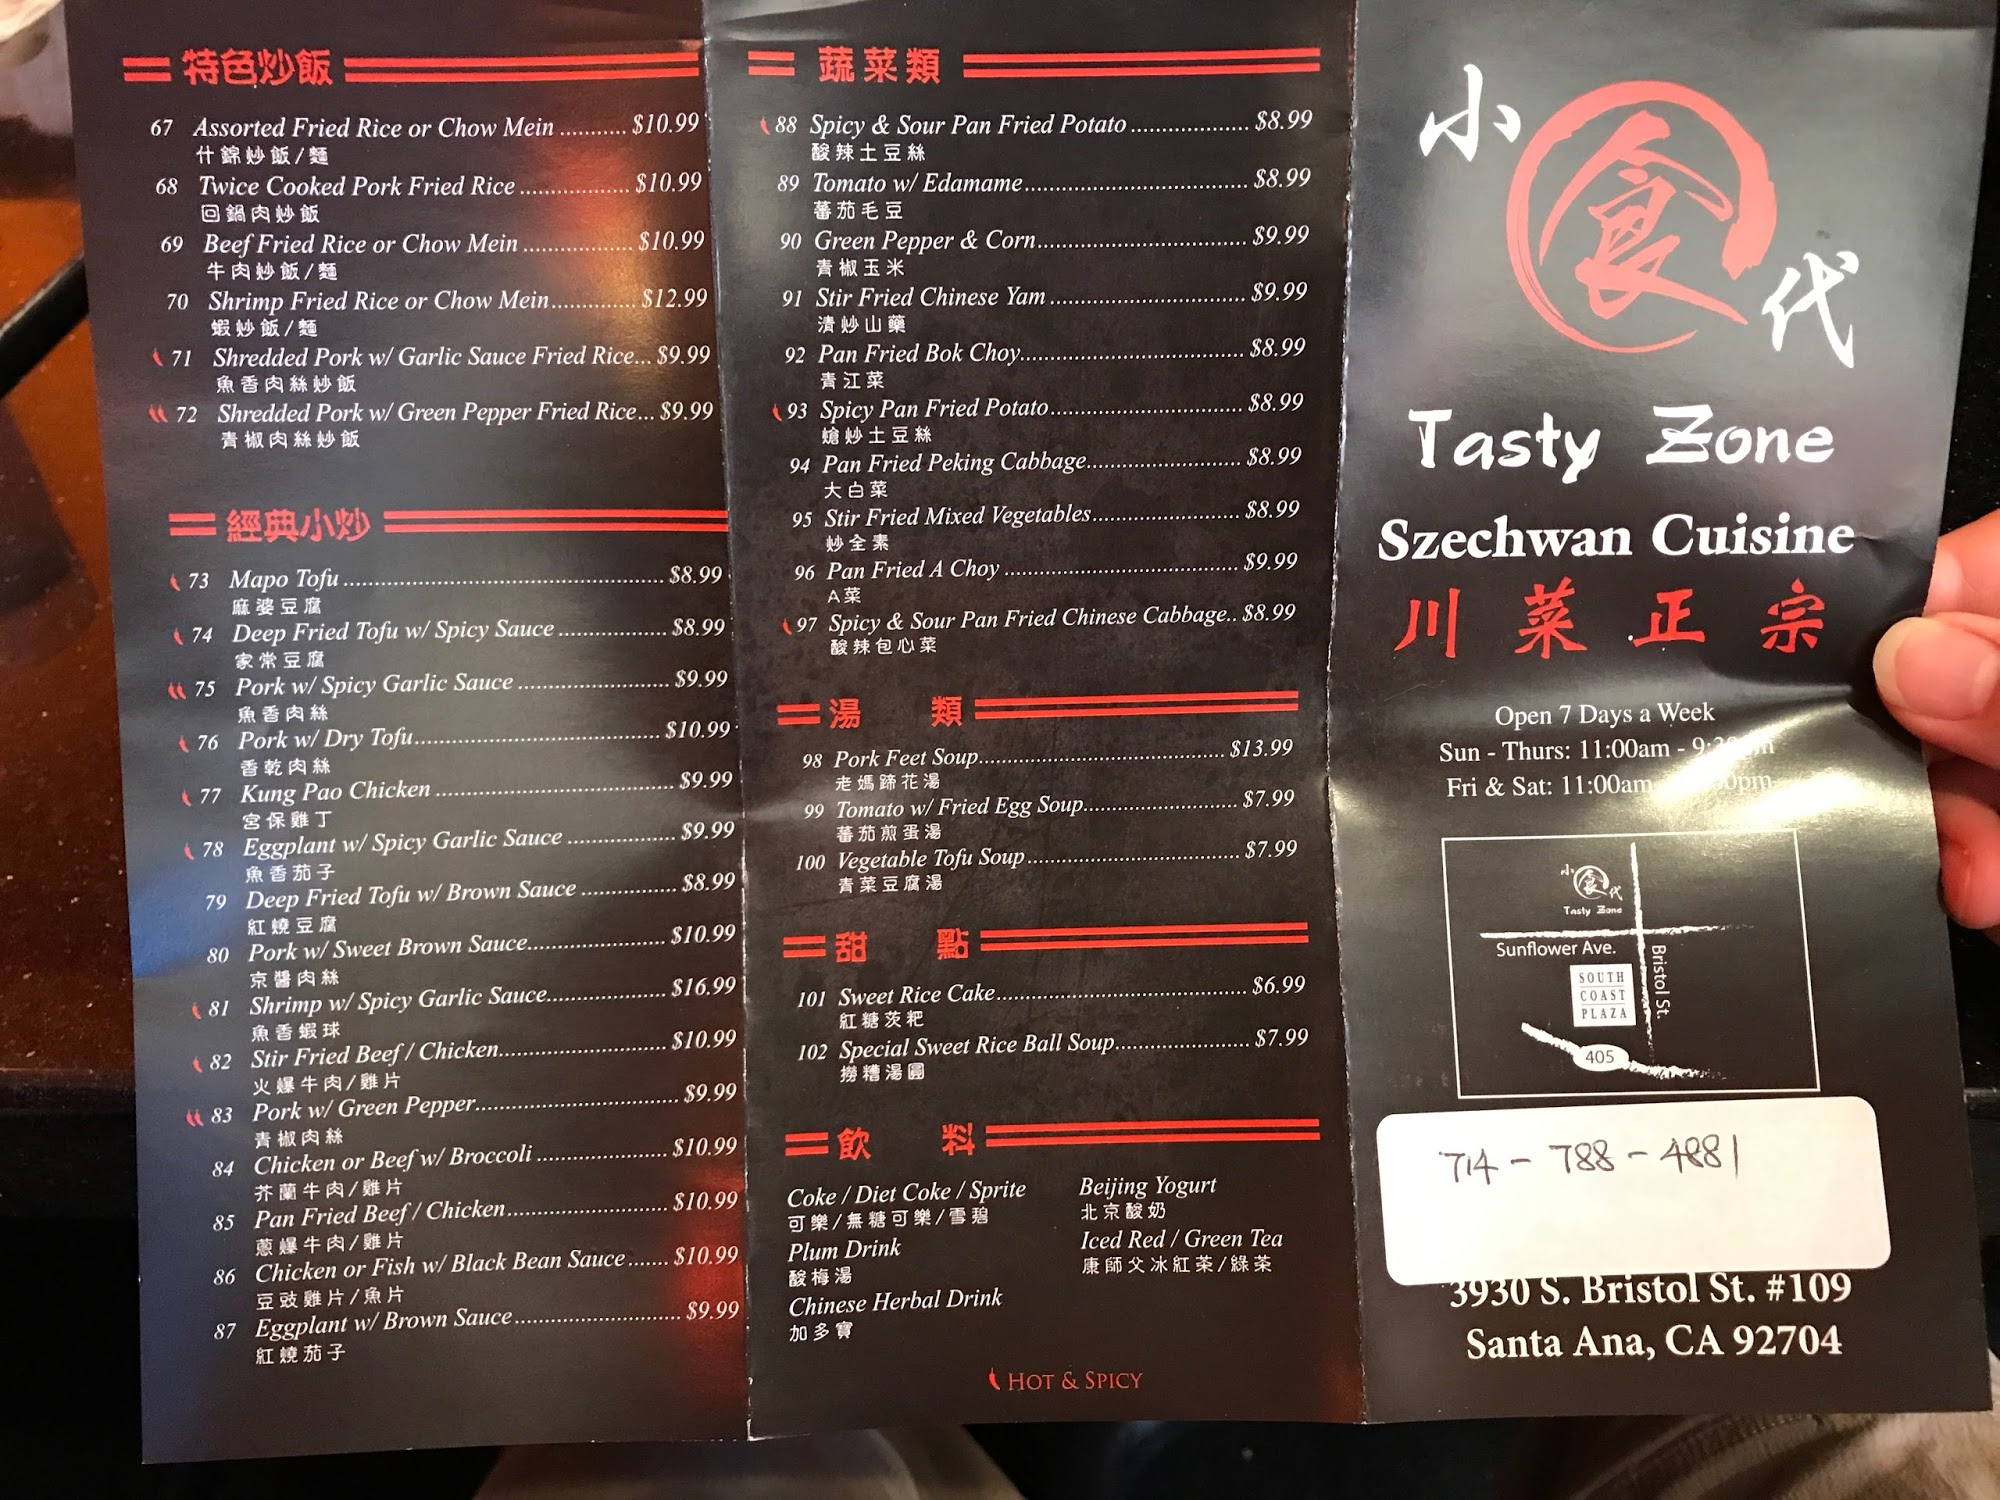 特色炒飯
67 Assorted Fried Rice or Chow Mein ........... $10.99
什錦炒飯/麵
68 Twice Cooked Pork Fried Rice ................ $10.99
回鍋肉炒飯
69 Beef Fried Rice or Chow Mein ................ $10.99
牛肉炒飯/麵
70 Shrimp Fried Rice or Chow Mein............. $12.99
蝦炒飯/麵
71 Shredded Pork w/ Garlic Sauce Fried Rice... $9.99
魚香肉絲炒飯
72 Shredded Pork w/ Green Pepper Fried Rice... $9.99
青椒肉絲炒飯
經典小炒
73 Mapo Tofu ................................................. $8.99
麻婆豆腐
74 Deep Fried Tofu w/ Spicy Sauce ................. $8.99
家常豆腐
75 Pork w/ Spicy Garlic Sauce ....................... $9.99
魚香肉絲
76 Pork w/ Dry Tofu...................................... $10.99
香乾肉絲
77 Kung Pao Chicken .................................... $9.99
宮保雞丁
78 Eggplant w/ Spicy Garlic Sauce ................ $9.99
魚香茄子
79 Deep Fried Tofu w/ Brown Sauce .............. $8.99
紅燒豆腐
80 Pork w/ Sweet Brown Sauce..................... $10.99
京醬肉絲
81 Shrimp w/ Spicy Garlic Sauce.................. $16.99
魚香蝦球
82 Stir Fried Beef / Chicken......................... $10.99
火爆牛肉/雞片
83 Pork w/ Green Pepper............................... $9.99
青椒肉絲
84 Chicken or Beef w/ Broccoli .................... $10.99
芥蘭牛肉/雞片
85 Pan Fried Beef / Chicken........................ $10.99
蔥爆牛肉/雞片
86 Chicken or Fish w/ Black Bean Sauce ...... $10.99
豆豉雞片/魚片
87 Eggplant w/ Brown Sauce ......................... $9.99
紅燒茄子
蔬菜類
88 Spicy & Sour Pan Fried Potato ................... $8.99
酸辣土豆絲
89 Tomato w/ Edamame.................................. $8.99
蕃茄毛豆
90 Green Pepper & Corn................................. $9.99
青椒玉米
91 Stir Fried Chinese Yam .............................. $9.99
清炒山藥
92 Pan Fried Bok Choy................................... $8.99
青江菜
93 Spicy Pan Fried Potato.............................. $8.99
熗炒土豆絲
94 Pan Fried Peking Cabbage........................ $8.99
大白菜
95 Stir Fried Mixed Vegetables....................... $8.99
炒全素
96 Pan Fried A Choy .................................... $9.99
A菜
97 Spicy & Sour Pan Fried Chinese Cabbage.. $8.99
酸辣包心菜
湯 類
98 Pork Feet Soup...................................... $13.99
老媽蹄花湯
99 Tomato w/ Fried Egg Soup....................... $7.99
蕃茄煎蛋湯
100 Vegetable Tofu Soup................................ $7.99
青菜豆腐湯
甜 點
101 Sweet Rice Cake...................................... $6.99
紅糖茨粑
102 Special Sweet Rice Ball Soup.................... $7.99
撈糟湯圓
飲 料
Coke / Diet Coke / Sprite
可樂/無糖可樂/雪碧
Plum Drink
酸梅湯
Chinese Herbal Drink
加多寶
Beijing Yogurt
北京酸奶
Iced Red / Green Tea
康師父冰紅茶/綠茶
HOT & SPICY
小食代
Tasty Zone
Szechwan Cuisine
川菜正宗
Open 7 Days a Week
Sun - Thurs: 11:00am -
Fri & Sat: 11:00am
小食代
Tasty Zone
Sunflower Ave.
Bristol St.
SOUTH
COAST
PLAZA
405
714-788-4881
3930 S. Bristol St. #109
Santa Ana, CA 92704